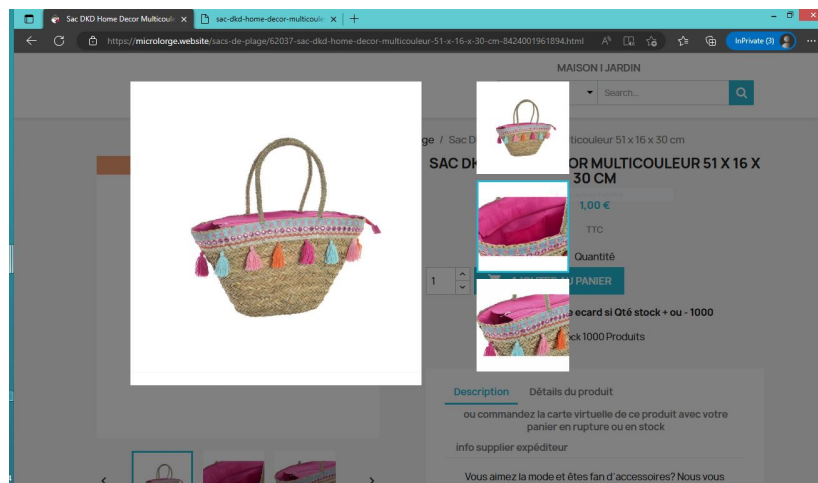 Sac DKD Home Decor Multicoule
sac-dkd-home-decor-multicoule
https://microlorge.website/sacs-de-plage/62037-sac-dkd-home-decor-multicouleur-51-x-16-x-30-cm-8424001961894.html
InPrivate (3)
MAISON I JARDIN
Search...
ge / Sac D ticouleur 51 x 16 x 30 cm
SAC DK OR MULTICOULEUR 51 X 16 X
30 CM
1,00 €
TTC
Quantité
1
U PANIER
e ecard si Qté stock + ou - 1000
ck 1000 Produits
Description Détails du produit
ou commandez la carte virtuelle de ce produit avec votre
panier en rupture ou en stock
info supplier expéditeur
Vous aimez la mode et êtes fan d'accessoires? Nous vous